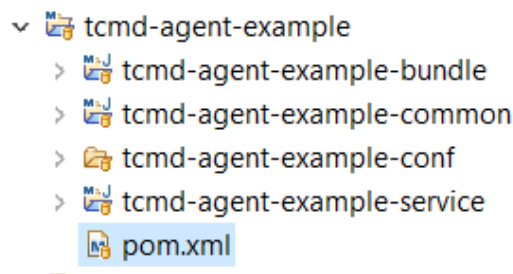 tcmd-agent-example
tcmd-agent-example-bundle
tcmd-agent-example-common
tcmd-agent-example-conf
tcmd-agent-example-service
pom.xml